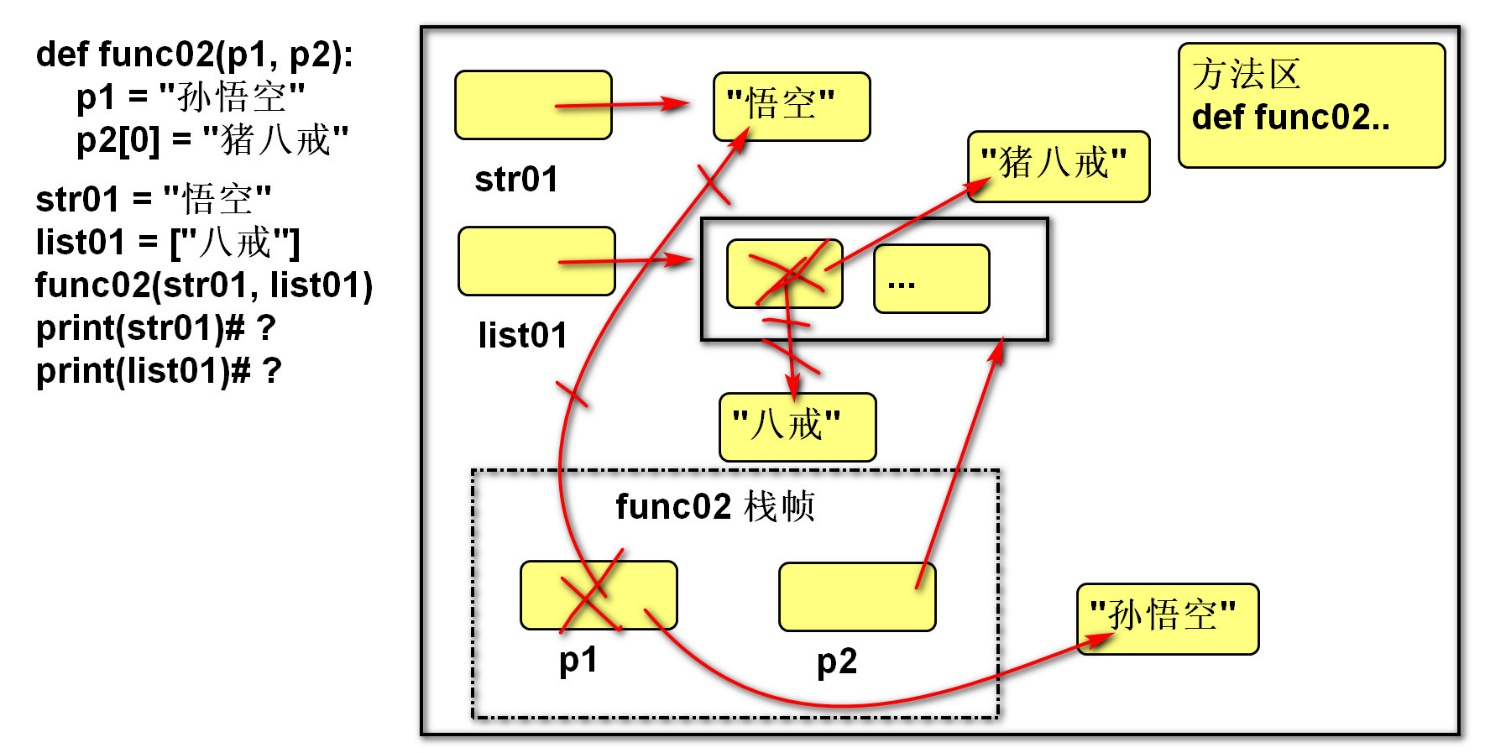 def func02(p1, p2):
p1 = "孙悟空"
p2[0] = "猪八戒"
str01 = "悟空"
list01 = ["八戒"]
func02(str01, list01)
print(str01)# ?
print(list01)# ?
"悟空"
方法区
def func02..
"猪八戒"
str01
...
list01
"八戒"
func02 栈帧
"孙悟空"
p1
p2